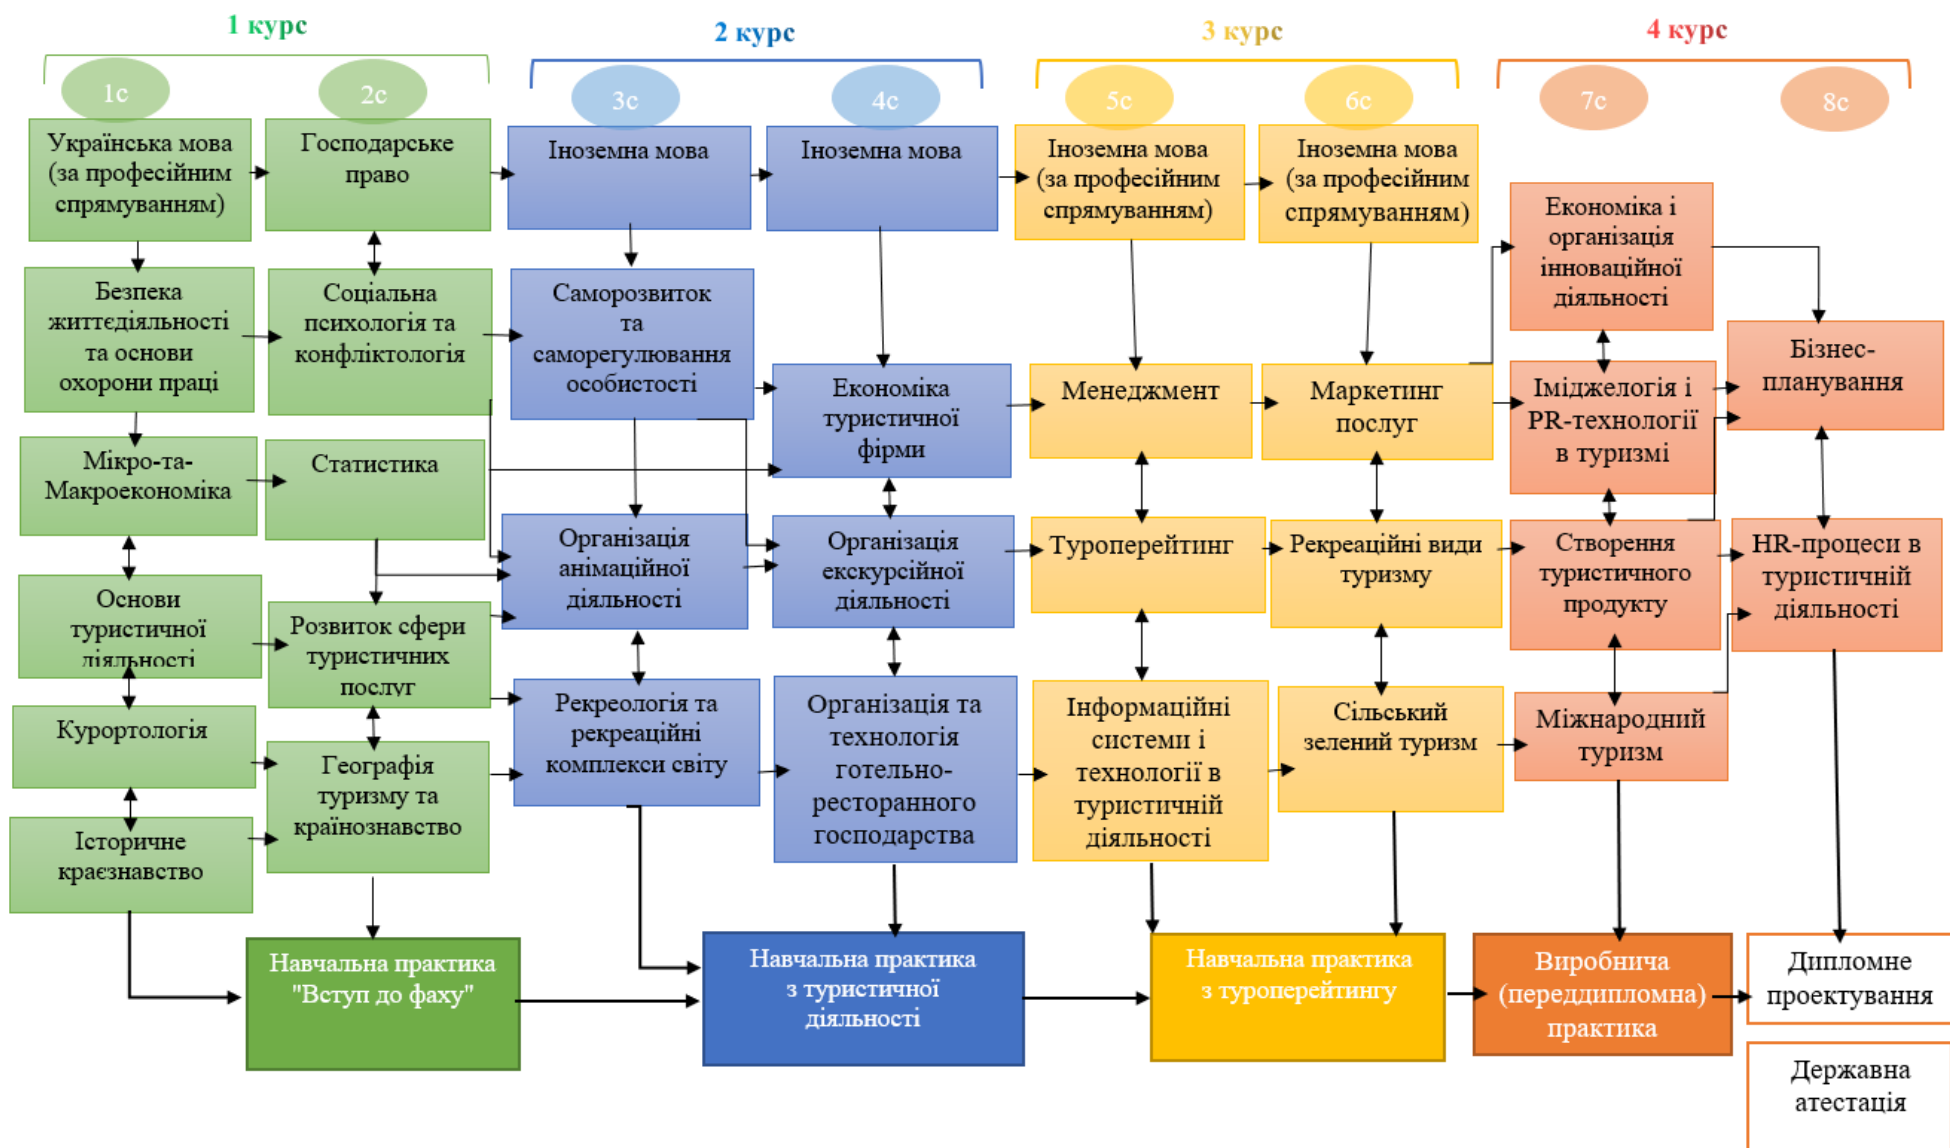 1 курс
2 курс
3 курс
4 курс
1с
2с
3с
4с
5с
6с
7с
8с
Українська мова
(за професійним
спрямуванням)
Безпека
життєдіяльності
та основи
охорони праці
Мікро-та-
Макроекономіка
Основи
туристичної
діяльності
Курортологія
Історичне
краєзнавство
Господарське
право
Соціальна
психологія та
конфліктологія
Статистика
Розвиток сфери
туристичних
послуг
Географія
туризму та
країнознавство
Навчальна практика
"Вступ до фаху"
Іноземна мова
Саморозвиток
та
саморегулювання
особистості
Організація
анімаційної
діяльності
Рекреологія та
рекреаційні
комплекси світу
Іноземна мова
Економіка
туристичної
фірми
Організація
екскурсійної
діяльності
Організація та
технологія
готельно-
ресторанного
господарства
Навчальна практика
з туристичної
діяльності
Іноземна мова
(за професійним
спрямуванням)
Менеджмент
Туроперейтинг
Інформаційні
системи і
технології в
туристичній
діяльності
Іноземна мова
(за професійним
спрямуванням)
Маркетинг
послуг
Рекреаційні види
туризму
Сільський
зелений туризм
Навчальна практика
з туроперейтингу
Економіка і
організація
інноваційної
діяльності
Іміджелогія і
PR-технології
в туризмі
Створення
туристичного
продукту
Міжнародний
туризм
Виробнича
(переддипломна)
практика
Бізнес-
планування
HR-процеси в
туристичній
діяльності
Дипломне
проектування
Державна
атестація